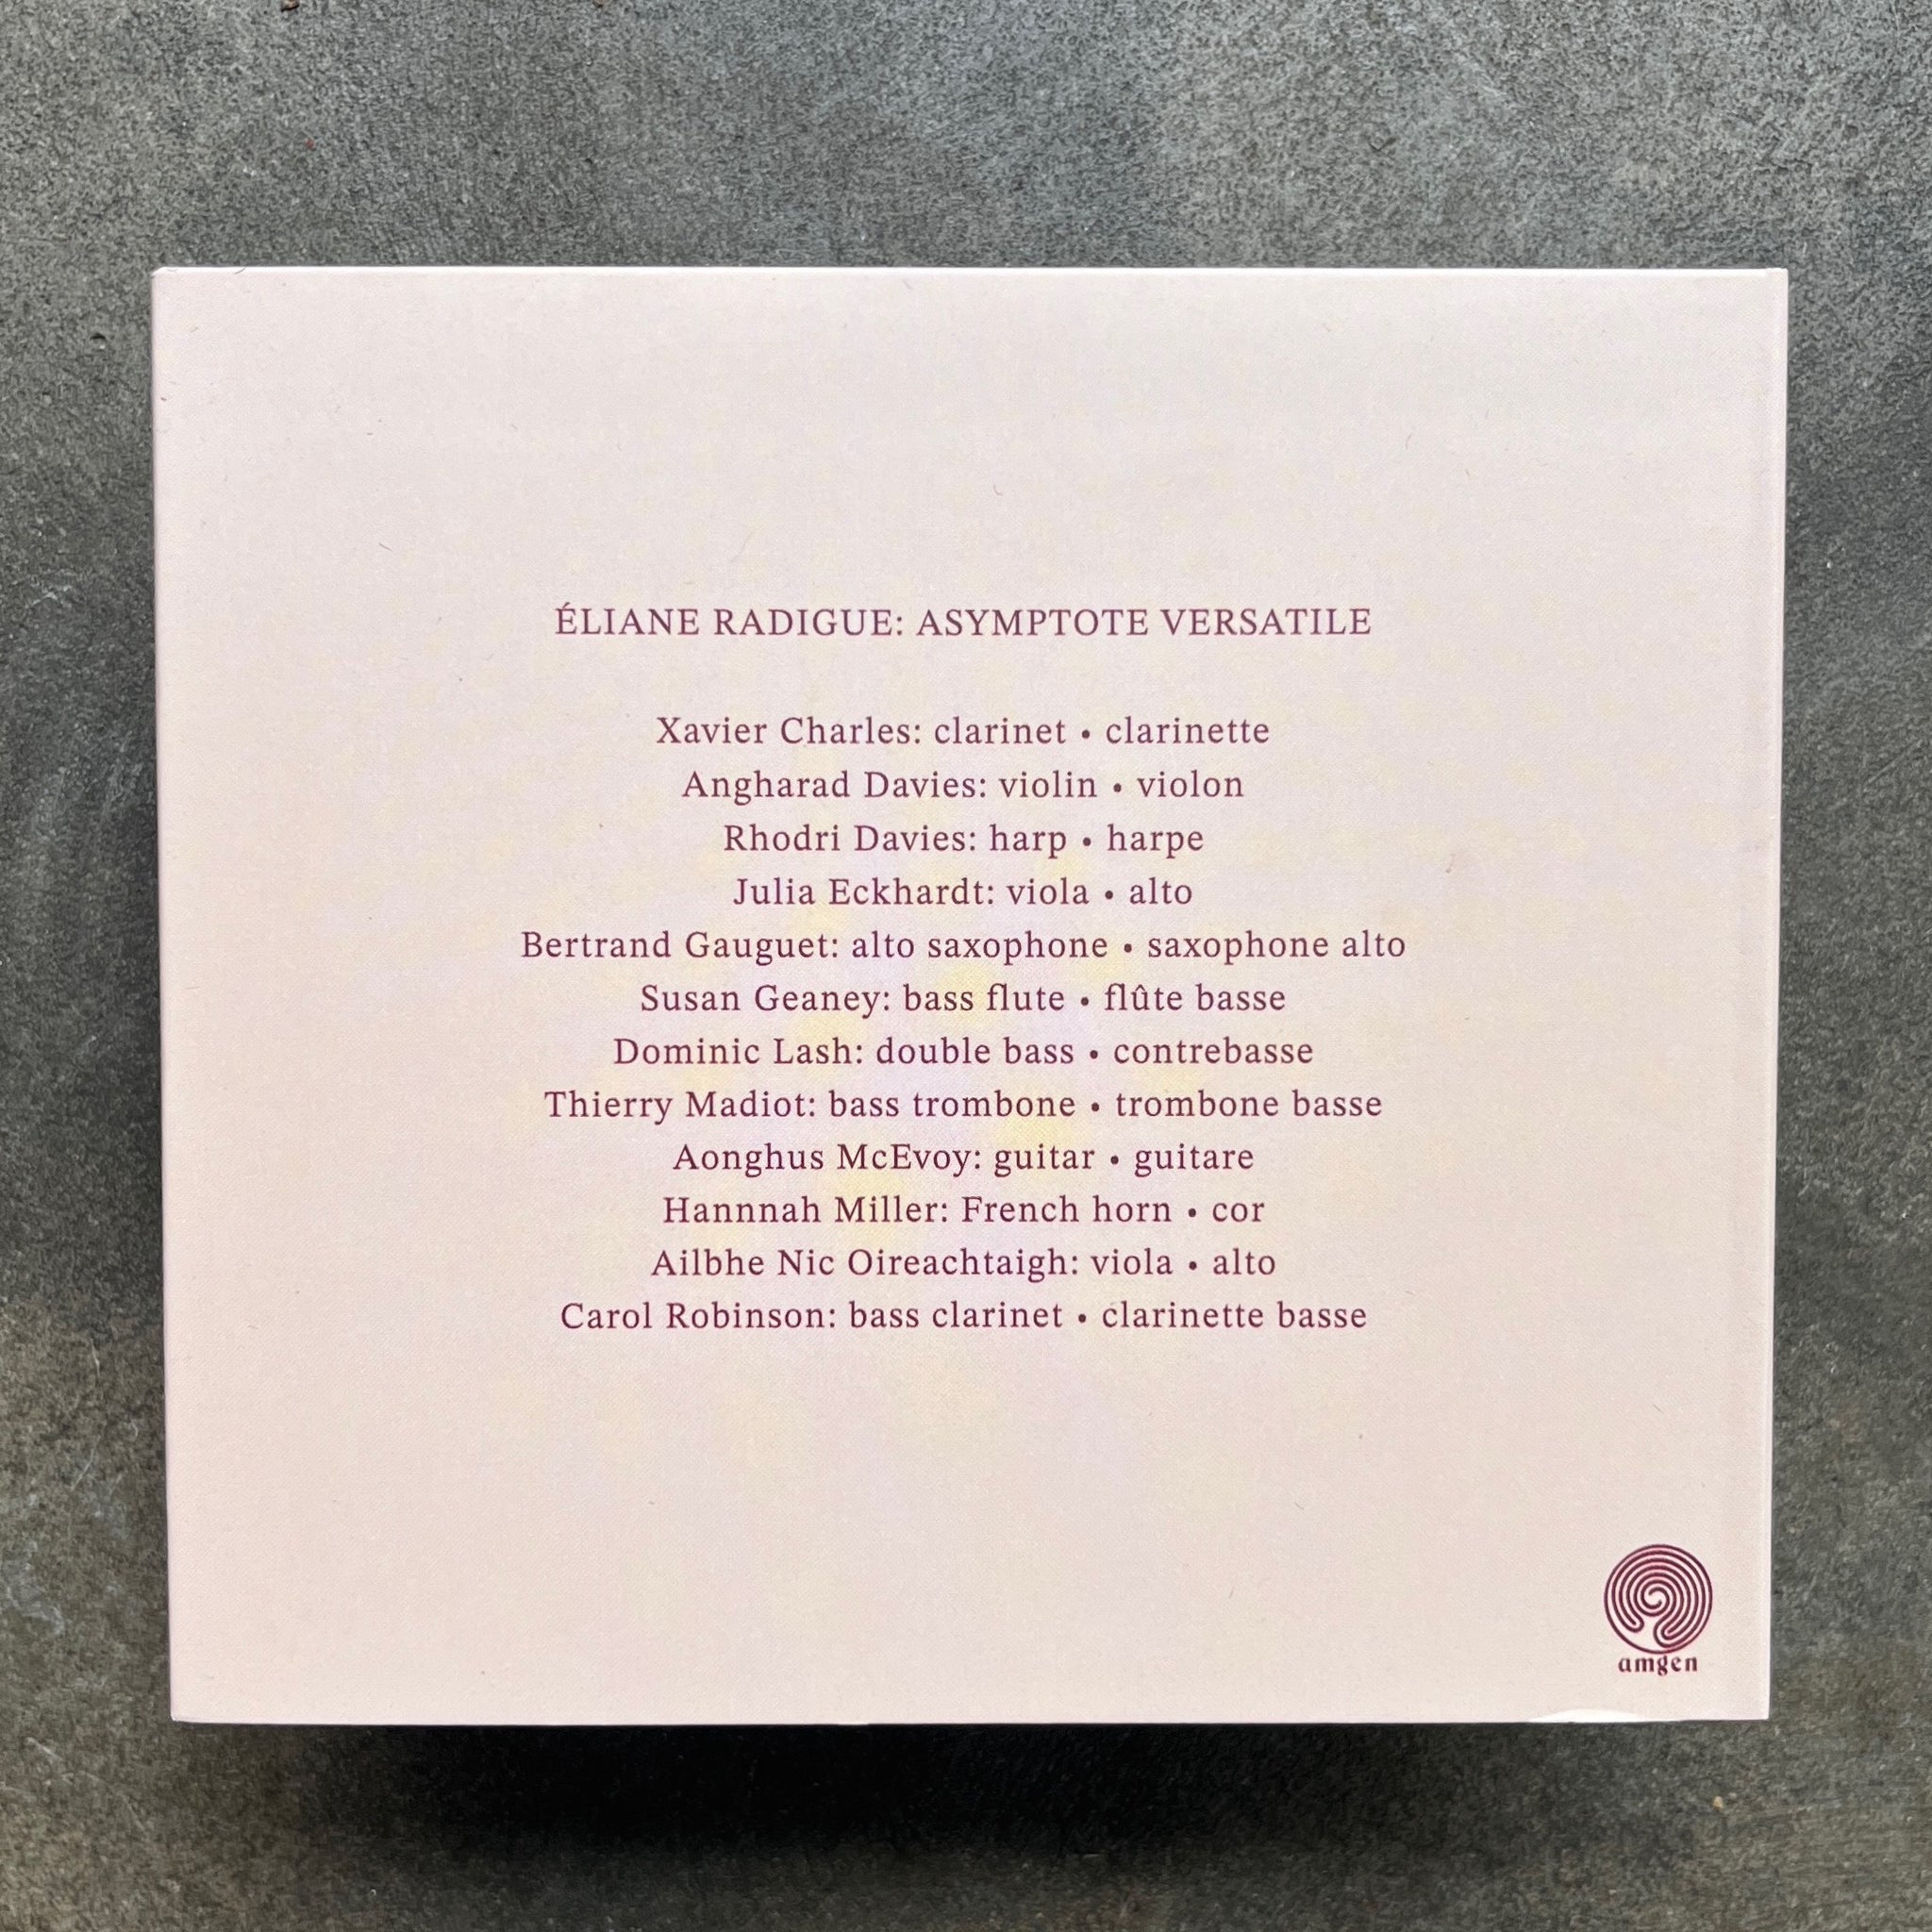 ÉLIANE RADIGUE: ASYMPTOTE VERSATILE
Xavier Charles: clarinet • clarinette
Angharad Davies: violin • violon
Rhodri Davies: harp • harpe
Julia Eckhardt: viola • alto
Bertrand Gauguet: alto saxophone • saxophone alto
Susan Geaney: bass flute • flûte basse
Dominic Lash: double bass • contrebasse
Thierry Madiot: bass trombone • trombone basse
Aonghus McEvoy: guitar • guitare
Hannnah Miller: French horn • cor
Ailbhe Nic Oireachtaigh: viola • alto
Carol Robinson: bass clarinet • clarinette basse
amgen